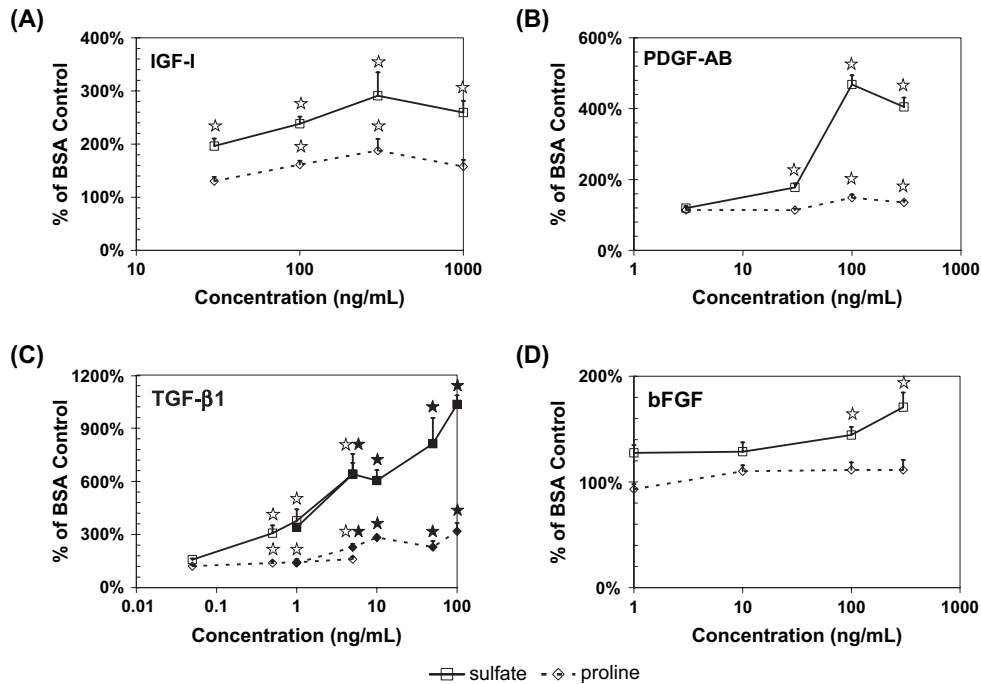 (A)
IGF-I
400%
300%
200%
100%
0%
% of BSA Control
10
100
1000
Concentration (ng/mL)
(B)
PDGF-AB
600%
400%
200%
0%
% of BSA Control
1
10
100
1000
Concentration (ng/mL)
(C)
TGF-β1
1200%
900%
600%
300%
0%
% of BSA Control
0.01
0.1
1
10
100
Concentration (ng/mL)
(D)
bFGF
200%
100%
0%
% of BSA Control
1
10
100
1000
Concentration (ng/mL)
sulfate
proline